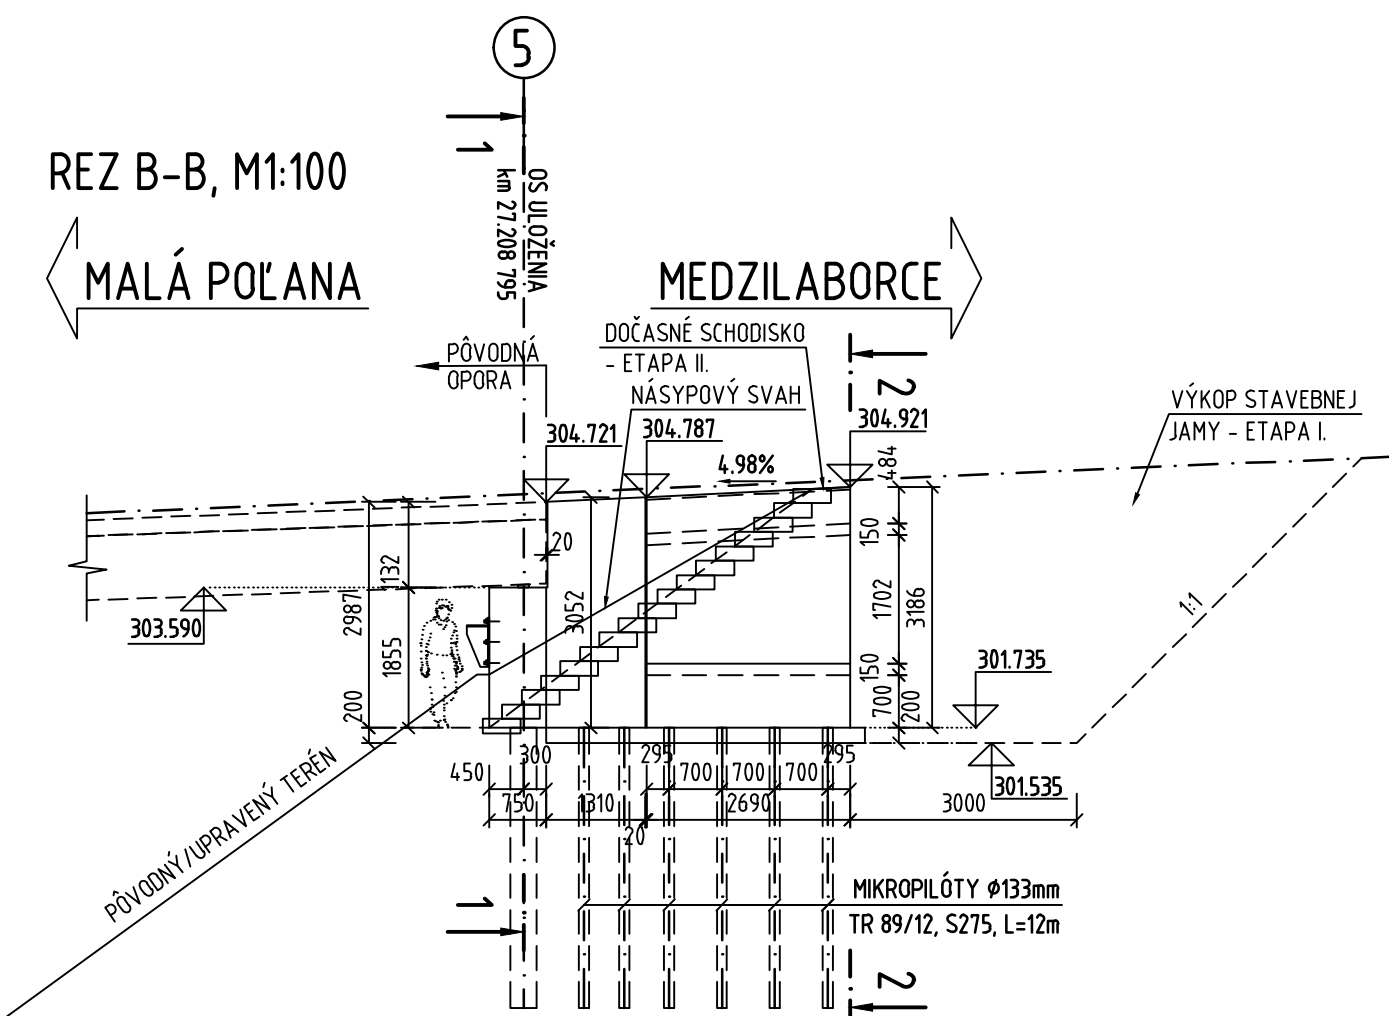 5
1
REZ B-B, M1:100
OS ULOŽENIA
km 27.208 795
MALÁ POĽANA
MEDZILABORCE
DOČASNÉ SCHODISKO
- ETAPA II.
PÔVODNÁ
OPORA
NÁSYPOVÝ SVAH
2
VÝKOP STAVEBNEJ
JAMY - ETAPA I.
304.721
304.787
304.921
4.98%
484
20
150
132
2987
1855
3052
1702
3186
1:1
303.590
150
301.735
200
700
200
300
295
295
450
700
700
700
301.535
750
1310
2690
3000
20
PÔVODNÝ/UPRAVENÝ TERÉN
MIKROPILÓTY Ø133mm
TR 89/12, S275, L=12m
1
2